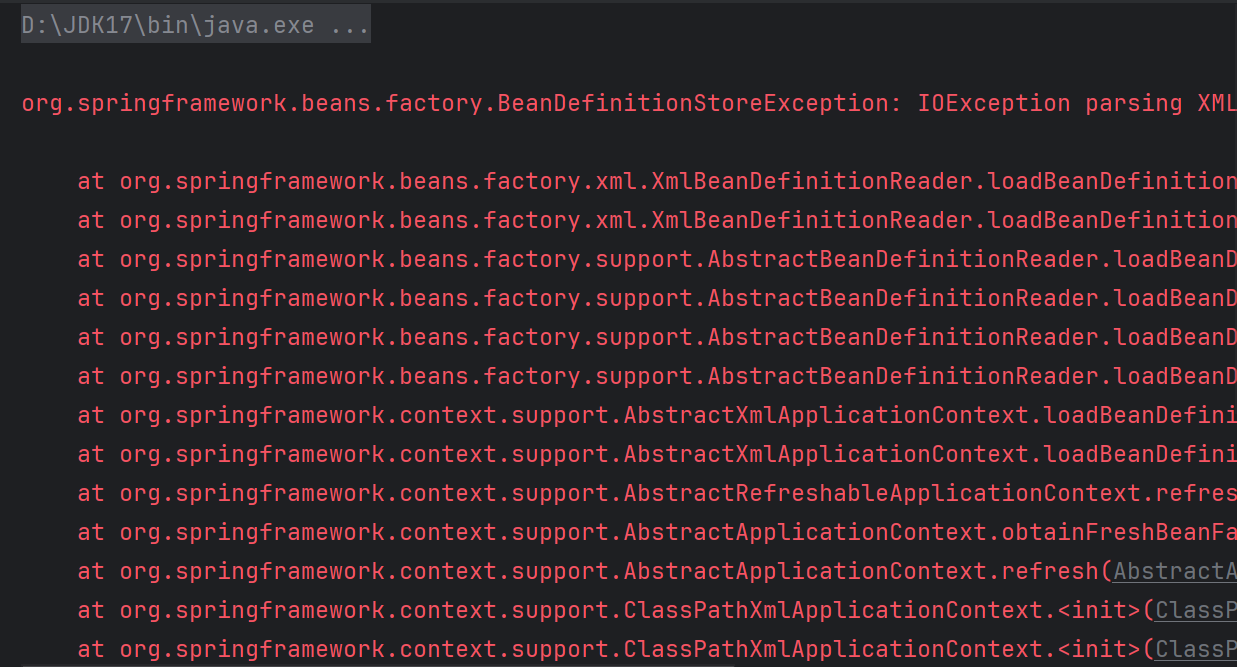 D:\JDK17\bin\java.exe ...
org.springframework.beans.factory.BeanDefinitionStoreException: IOException parsing XML
at org.springframework.beans.factory.xml.XmlBeanDefinitionReader.loadBeanDefinition
at org.springframework.beans.factory.xml.XmlBeanDefinitionReader.loadBeanDefinition
at org.springframework.beans.factory.support.AbstractBeanDefinitionReader.loadBeanD
at org.springframework.beans.factory.support.AbstractBeanDefinitionReader.loadBeanD
at org.springframework.beans.factory.support.AbstractBeanDefinitionReader.loadBeanD
at org.springframework.beans.factory.support.AbstractBeanDefinitionReader.loadBeanD
at org.springframework.context.support.AbstractXmlApplicationContext.loadBeanDefini
at org.springframework.context.support.AbstractXmlApplicationContext.loadBeanDefini
at org.springframework.context.support.AbstractRefreshableApplicationContext.refres
at org.springframework.context.support.AbstractApplicationContext.obtainFreshBeanFa
at org.springframework.context.support.AbstractApplicationContext.refresh(AbstractA
at org.springframework.context.support.ClassPathXmlApplicationContext.<init>(ClassP
at org.springframework.context.support.ClassPathXmlApplicationContext.<init>(ClassP